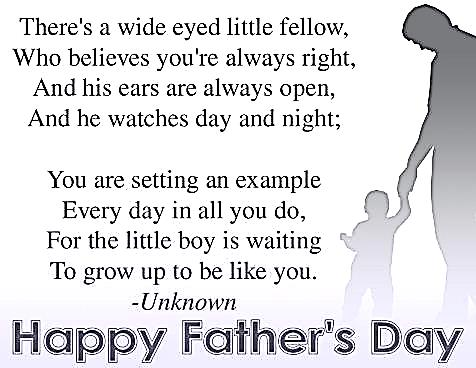 There's a wide eyed little fellow,
Who believes you're always right,
And his ears are always open,
And he watches day and night;
You are setting an example
Every day in all you do,
For the little boy is waiting
To grow up to be like you.
-Unknown
Happy Father's Day